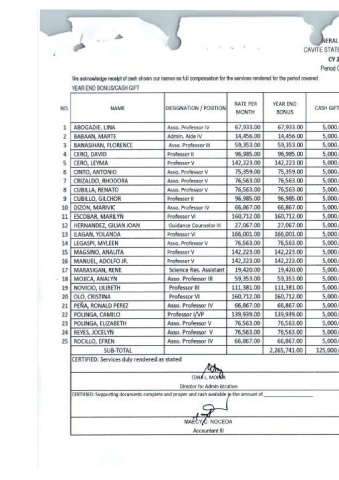 NERAL
CAVITE STATE
CY 2
Period C
We acknowledge receipt of cash shown our names as full compensation for the services rendered for the period covered.
YEAR END BONUS/CASH GIFT
NO. NAME DESIGNATION / POSITION RATE PER MONTH YEAR END BONUS CASH GIFT
1 ABOGADIE, LINA Asso. Professor IV 67,933.00 67,933.00 5,000.
2 BABAAN, MARTE Admin. Aide IV 14,456.00 14,456.00 5,000.
3 BANASIHAN, FLORENCE Asso. Professor III 59,353.00 59,353.00 5,000.
4 CERO, DAVID Professor II 96,985.00 96,985.00 5,000.
5 CERO, LEYMA Professor V 142,223.00 142,223.00 5,000.
6 CINTO, ANTONIO Asso. Professor V 75,359.00 75,359.00 5,000.
7 CRIZALDO, RHODORA Asso. Professor V 76,563.00 76,563.00 5,000.
8 CUBILLA, RENATO Asso. Professor V 76,563.00 76,563.00 5,000.
9 CUBILLO, GILCHOR Professor II 96,985.00 96,985.00 5,000.
10 DIZON, MARIVIC Asso. Professor IV 66,867.00 66,867.00 5,000.
11 ESCOBAR, MARILYN Professor VI 160,712.00 160,712.00 5,000.
12 HERNANDEZ, GILIAN JOAN Guidance Counselor III 27,067.00 27,067.00 5,000.
13 ILAGAN, YOLANDA Professor VI 166,001.00 166,001.00 5,000.
14 LEGASPI, MYLEEN Asso. Professor V 76,563.00 76,563.00 5,000.
15 MAGSINO, ANALITA Professor V 142,223.00 142,223.00 5,000.
16 MANUEL, ADOLFO JR. Professor V 142,223.00 142,223.00 5,000.
17 MARASIGAN, RENE Science Res. Assistant 19,420.00 19,420.00 5,000.
18 MOJICA, ANALYN Asso. Professor III 59,353.00 59,353.00 5,000.
19 NOVICIO, LILIBETH Professor III 111,381.00 111,381.00 5,000.
20 OLO, CRISTINA Professor VI 160,712.00 160,712.00 5,000.
21 PEÑA, RONALD PEREZ Asso. Professor IV 66,867.00 66,867.00 5,000.
22 POLINGA, CAMILO Professor I/VP 139,939.00 139,939.00 5,000.
23 POLINGA, ELIZABETH Asso. Professor V 76,563.00 76,563.00 5,000.
24 REYES, JOCELYN Asso. Professor V 76,563.00 76,563.00 5,000.
25 ROCILLO, EFREN Asso. Professor IV 66,867.00 66,867.00 5,000.
SUB-TOTAL 2,265,741.00 125,000.
CERTIFIED: Services duly rendered as stated
L. MOJICA
Director for Administration
CERTIFIED: Supporting documents complete and proper and cash available in the amount of
MAECY G. NOCEDA
Accountant III